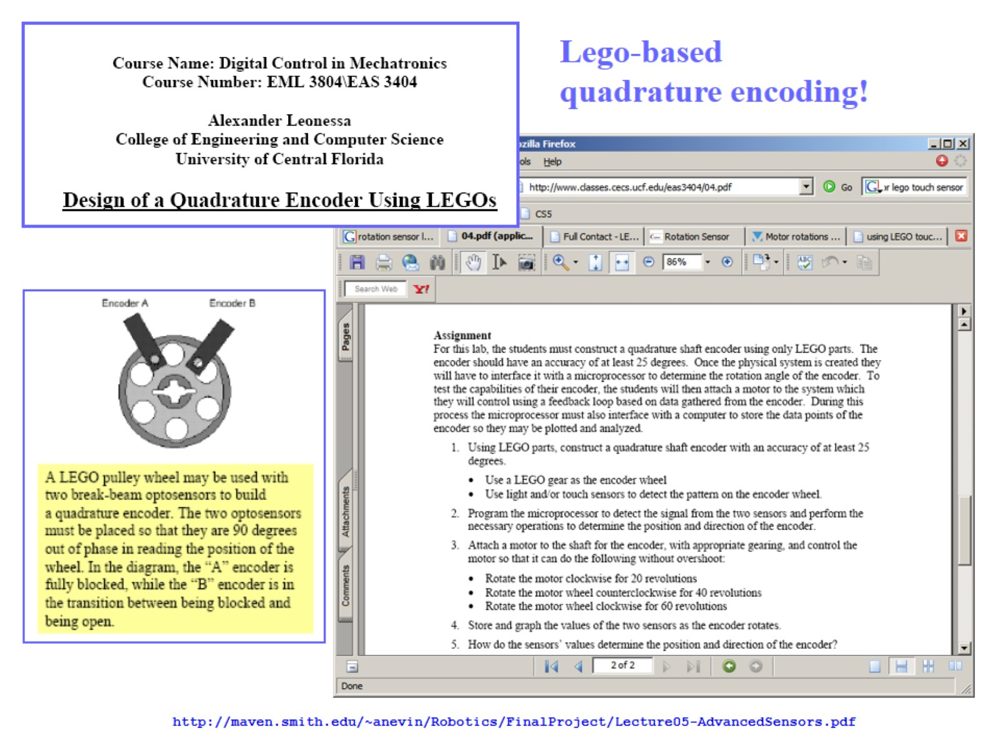 Course Name: Digital Control in Mechatronics
Course Number: EML 3804\EAS 3404
Alexander Leonessa
College of Engineering and Computer Science
University of Central Florida
Design of a Quadrature Encoder Using LEGOs
Lego-based
quadrature encoding!
ozilla Firefox
ols Help
http://www.classes.cecs.ucf.edu/eas3404/04.pdf
Go
or lego touch sensor
CS5
rotation sensor l...
04.pdf (applic...
Full Contact - LE...
Rotation Sensor
Motor rotations ...
using LEGO touc...
86%
Search Web
Y!
Pages
Attachments
Comments
Encoder A
Encoder B
A LEGO pulley wheel may be used with
two break-beam optosensors to build
a quadrature encoder. The two optosensors
must be placed so that they are 90 degrees
out of phase in reading the position of the
wheel. In the diagram, the “A” encoder is
fully blocked, while the “B” encoder is in
the transition between being blocked and
being open.
Assignment
For this lab, the students must construct a quadrature shaft encoder using only LEGO parts. The
encoder should have an accuracy of at least 25 degrees. Once the physical system is created they
will have to interface it with a microprocessor to determine the rotation angle of the encoder. To
test the capabilities of their encoder, the students will then attach a motor to the system which
they will control using a feedback loop based on data gathered from the encoder. During this
process the microprocessor must also interface with a computer to store the data points of the
encoder so they may be plotted and analyzed.
1. Using LEGO parts, construct a quadrature shaft encoder with an accuracy of at least 25
degrees.
• Use a LEGO gear as the encoder wheel
• Use light and/or touch sensors to detect the pattern on the encoder wheel.
2. Program the microprocessor to detect the signal from the two sensors and perform the
necessary operations to determine the position and direction of the encoder.
3. Attach a motor to the shaft for the encoder, with appropriate gearing, and control the
motor so that it can do the following without overshoot:
• Rotate the motor clockwise for 20 revolutions
• Rotate the motor wheel counterclockwise for 40 revolutions
• Rotate the motor wheel clockwise for 60 revolutions
4. Store and graph the values of the two sensors as the encoder rotates.
5. How do the sensors’ values determine the position and direction of the encoder?
2 of 2
Done
http://maven.smith.edu/~anevin/Robotics/FinalProject/Lecture05-AdvancedSensors.pdf